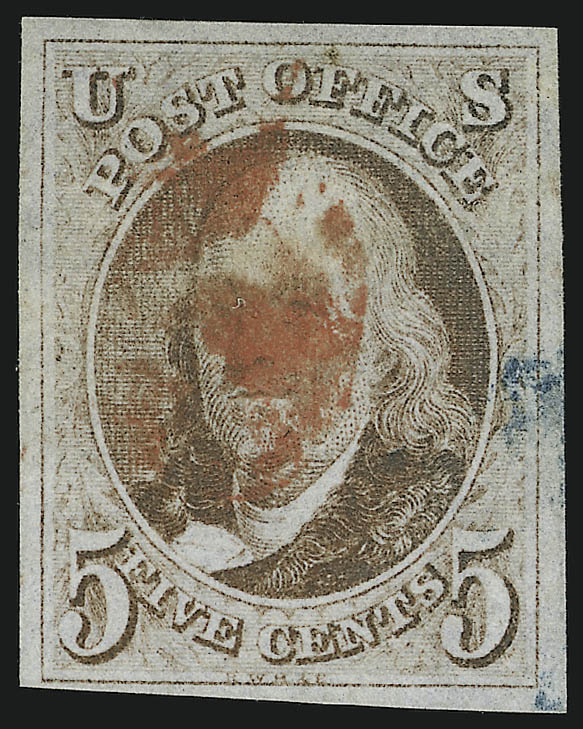 U S
POST OFFICE
5 FIVE CENTS 5
R.W.H.&E.